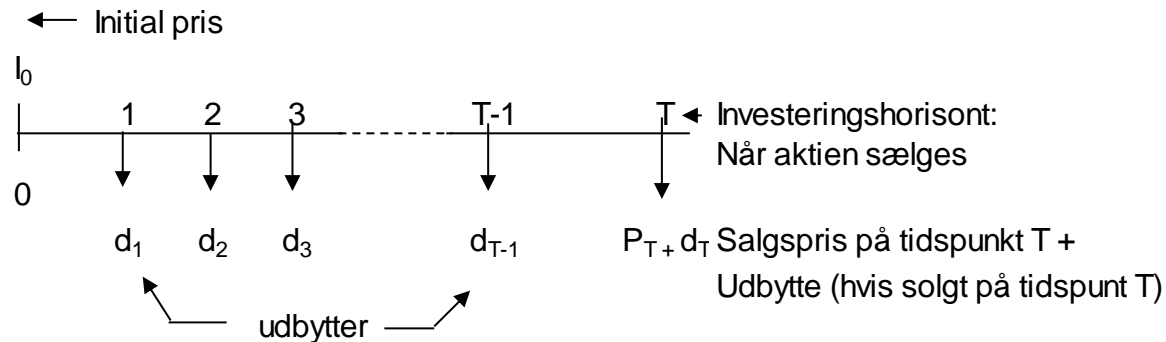 Initial pris
I0
1 2 3 T-1 T Investeringshorisont:
Når aktien sælges
0
d1 d2 d3 dT-1 PT + dT Salgspris på tidspunkt T +
Udbytte (hvis solgt på tidspunt T)
udbytter